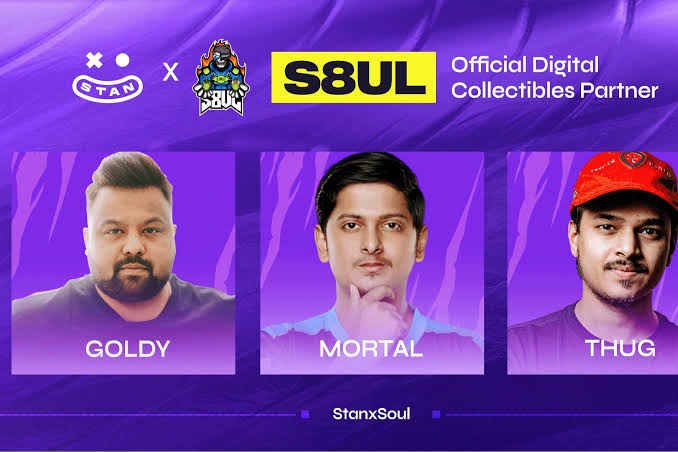 STAN
X
S8UL
S8UL
Official Digital
Collectibles Partner
GOLDY
MORTAL
THUG
StanxSoul